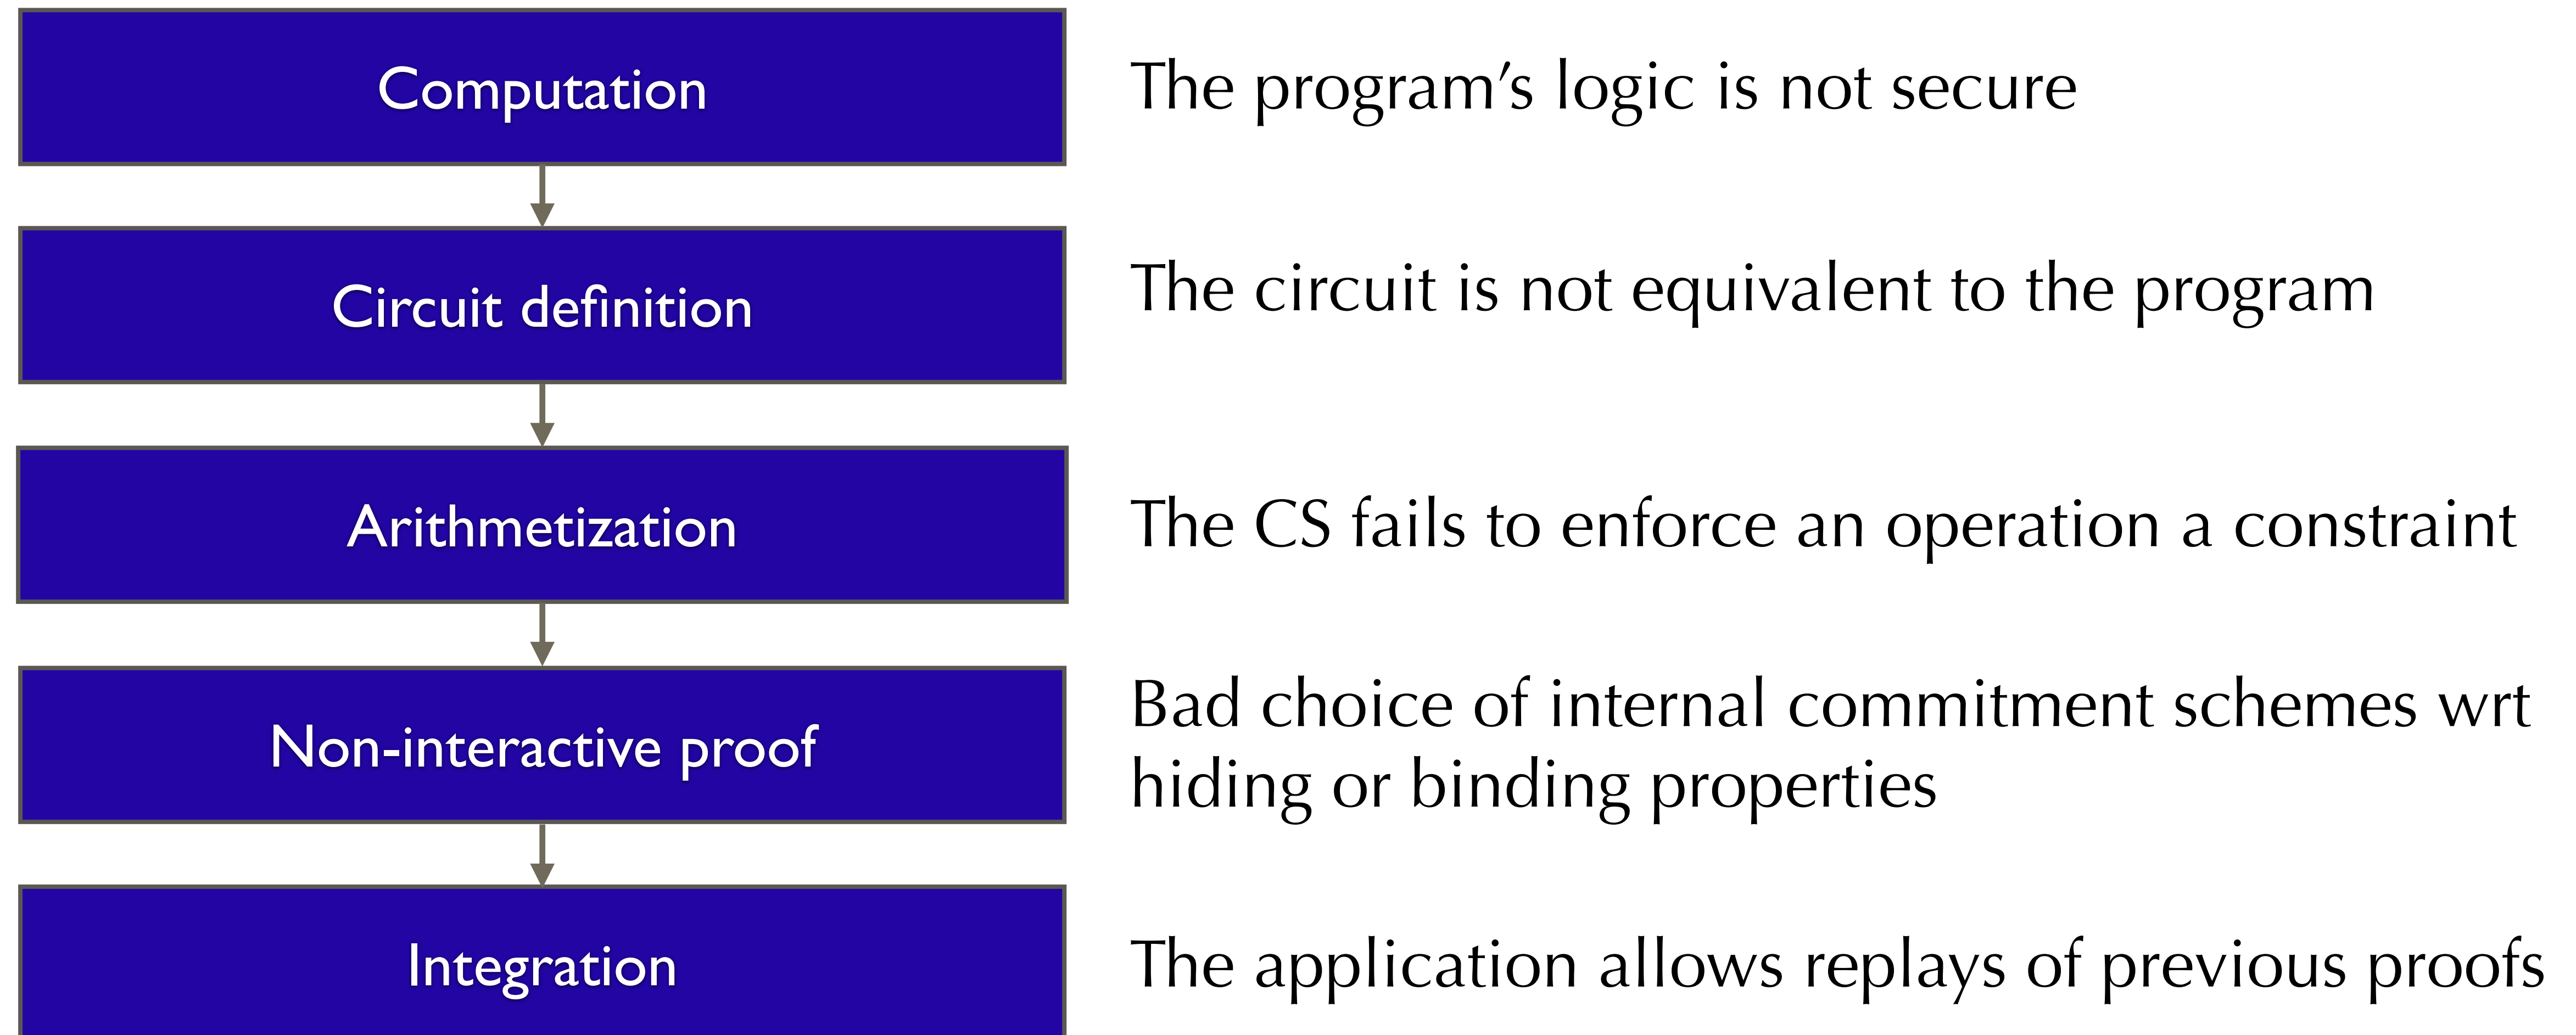 Computation
The program’s logic is not secure
Circuit definition
The circuit is not equivalent to the program
Arithmetization
The CS fails to enforce an operation a constraint
Non-interactive proof
Bad choice of internal commitment schemes wrt
hiding or binding properties
Integration
The application allows replays of previous proofs